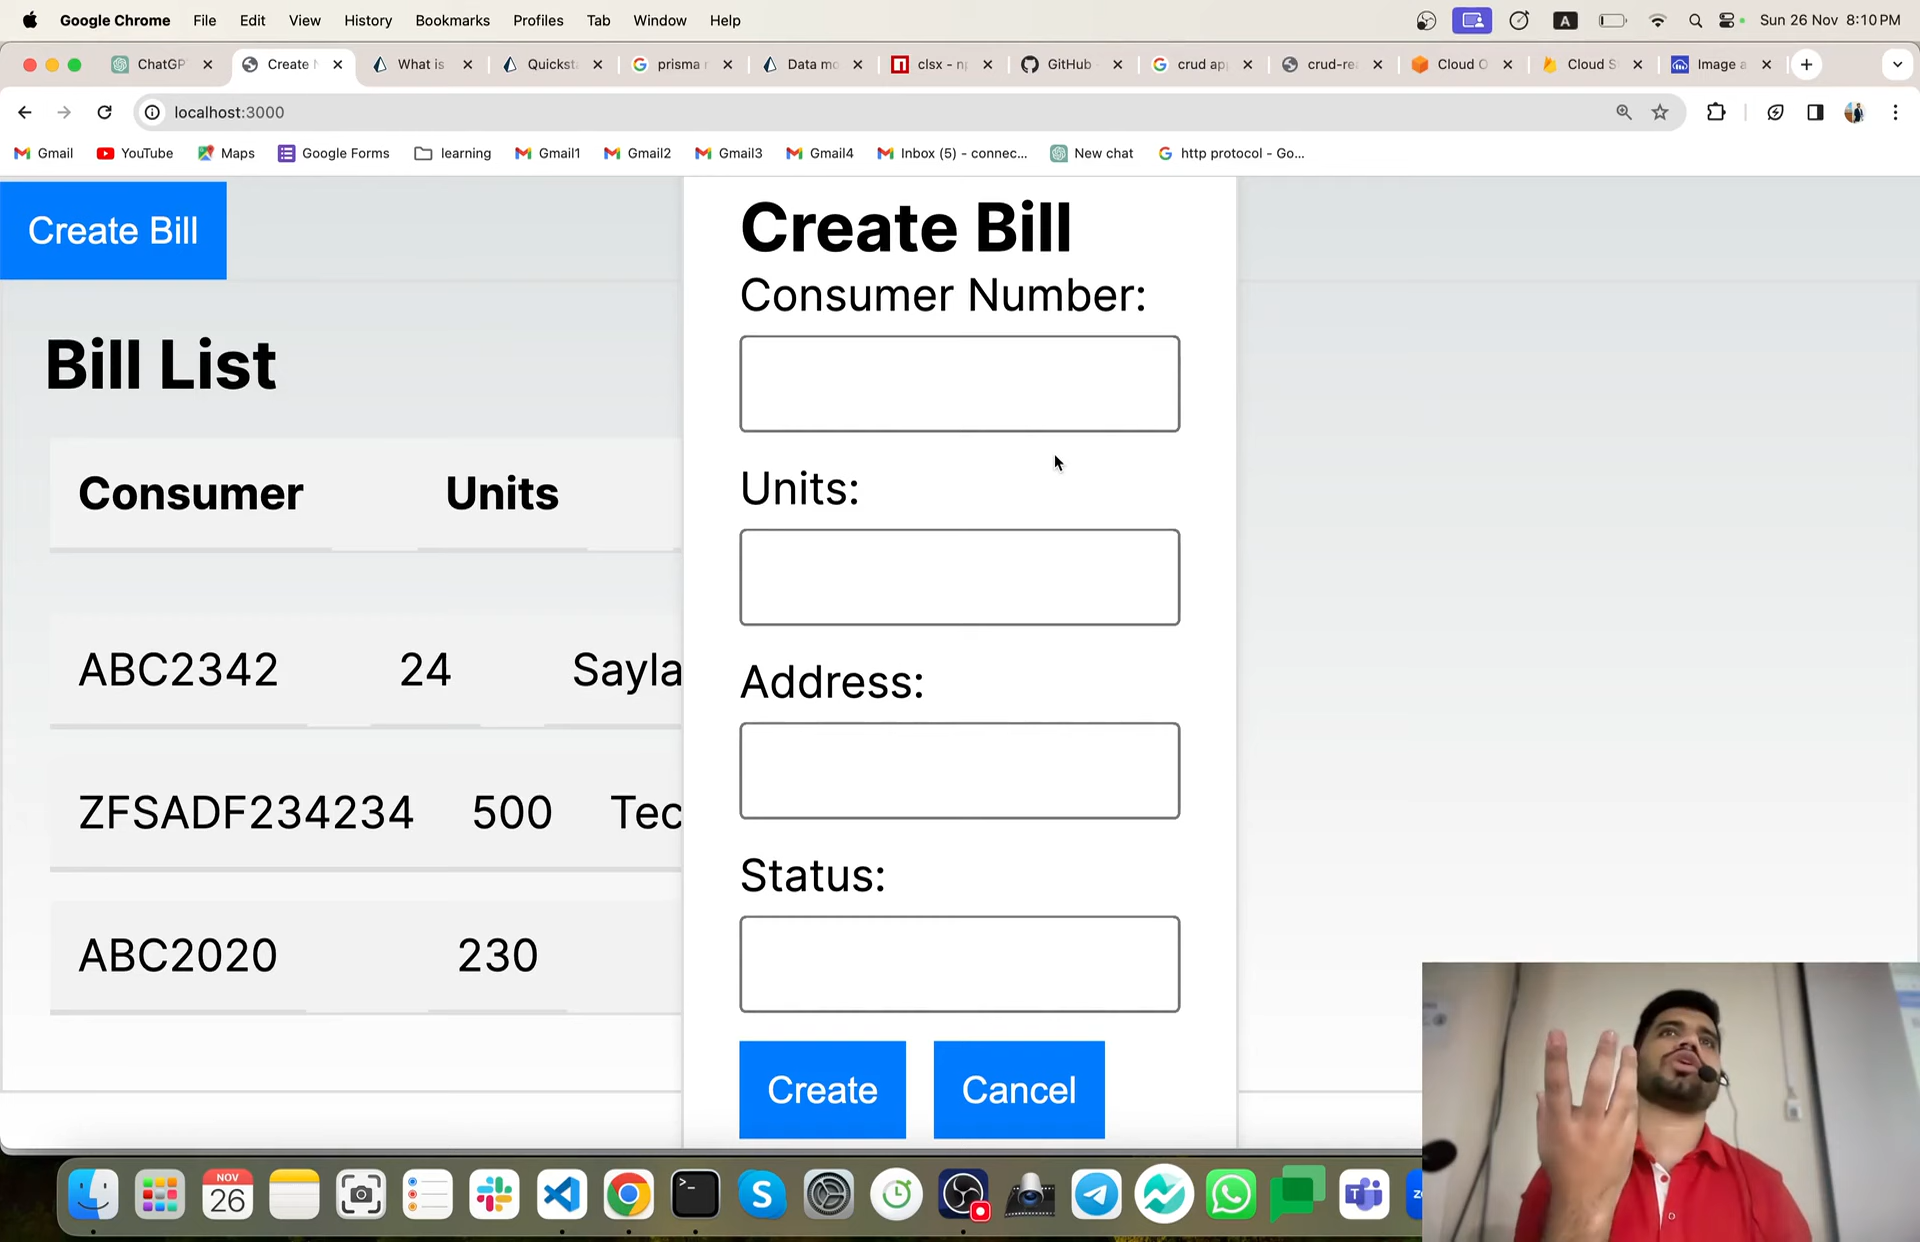 Google Chrome File Edit View History Bookmarks Profiles Tab Window Help A Sun 26 Nov 8:10 PM
ChatGP Create N What is Quickst prisma Data mo clsx - n GitHub crud ap crud-re Cloud Cloud S Image a
localhost:3000
Gmail YouTube Maps Google Forms learning Gmail1 Gmail2 Gmail3 Gmail4 Inbox (5) - connec... New chat http protocol - Go...
Create Bill
Bill List
Consumer Units
ABC2342 24 Sayla
ZFSADF234234 500 Tec
ABC2020 230
Create Bill
Consumer Number:
Units:
Address:
Status:
Create Cancel
NOV
26